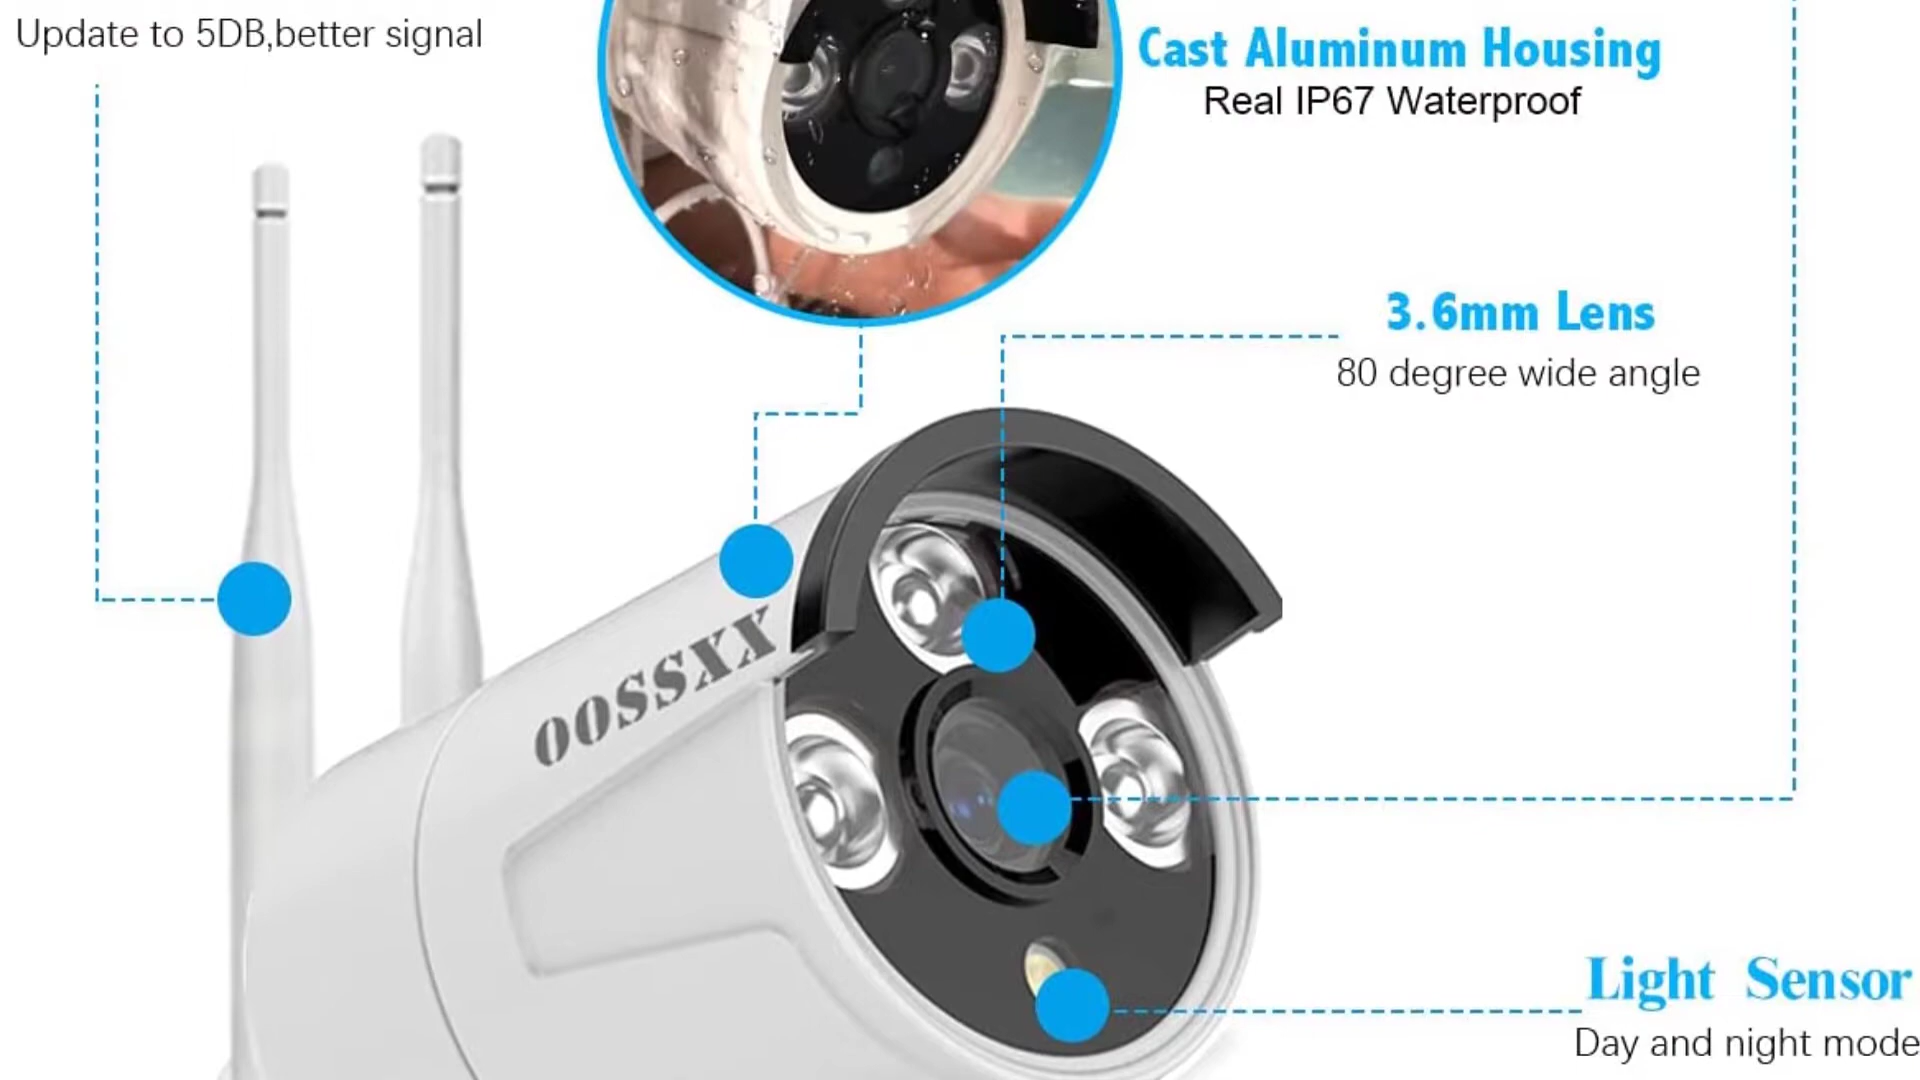 Update to 5DB,better signal
Cast Aluminum Housing
Real IP67 Waterproof
3.6mm Lens
80 degree wide angle
OOSSXX
Light Sensor
Day and night mode